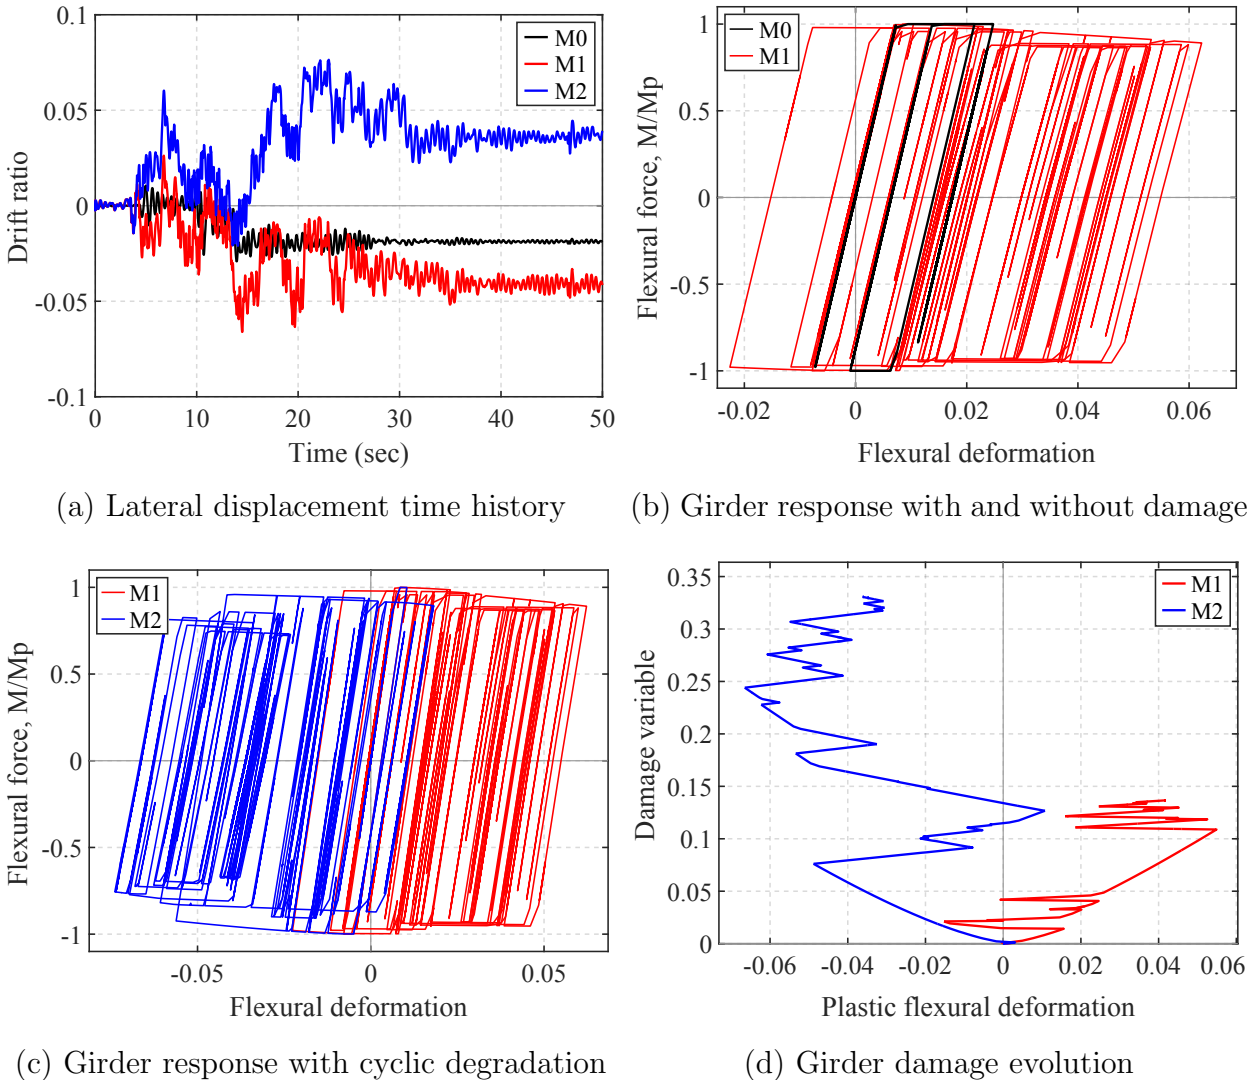 0.1
0.05
0
-0.05
-0.1
Drift ratio
M0
M1
M2
0
10
20
30
40
50
Time (sec)
(a) Lateral displacement time history
1
0.5
0
-0.5
-1
Flexural force, M/Mp
M0
M1
-0.02
0
0.02
0.04
0.06
Flexural deformation
(b) Girder response with and without damage
1
0.5
0
-0.5
-1
Flexural force, M/Mp
M1
M2
-0.05
0
0.05
Flexural deformation
(c) Girder response with cyclic degradation
0.35
0.3
0.25
0.2
0.15
0.1
0.05
0
Damage variable
M1
M2
-0.06
-0.04
-0.02
0
0.02
0.04
0.06
Plastic flexural deformation
(d) Girder damage evolution